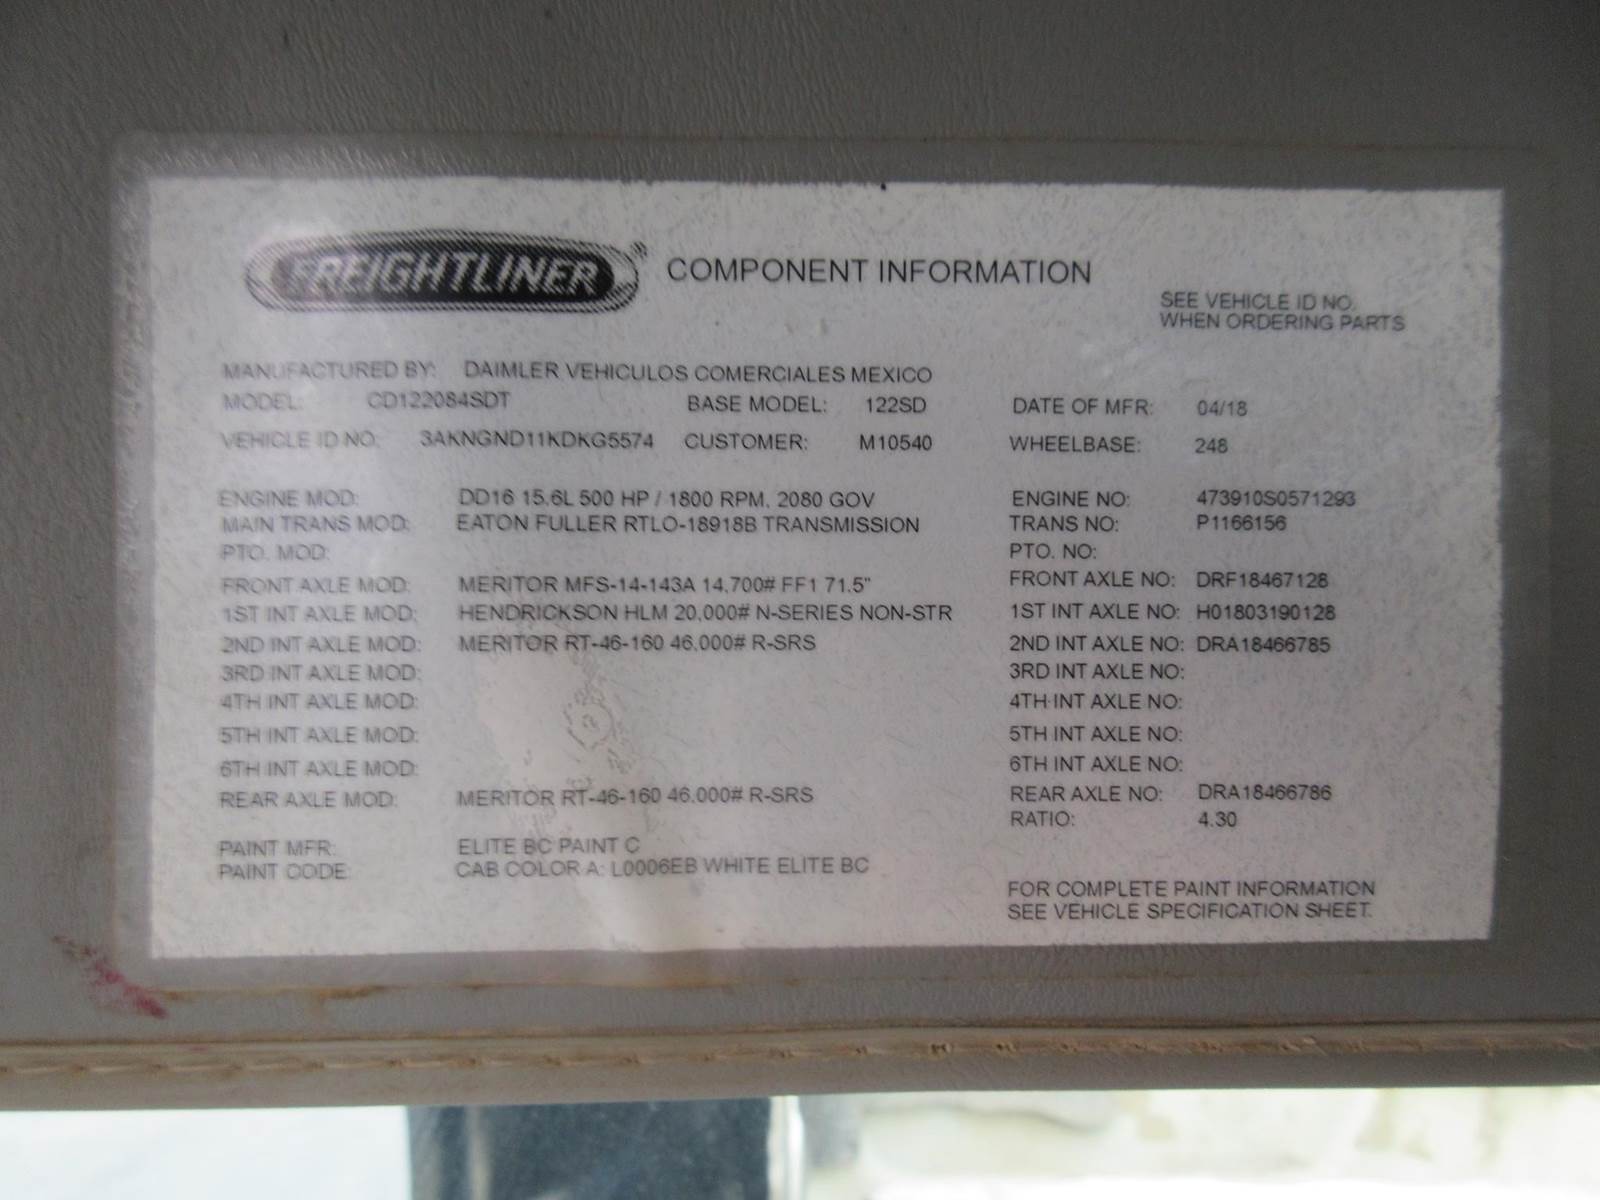 FREIGHTLINER® COMPONENT INFORMATION
SEE VEHICLE ID NO.
WHEN ORDERING PARTS
MANUFACTURED BY: DAIMLER VEHICULOS COMERCIALES MEXICO
MODEL: CD122084SDT BASE MODEL: 122SD DATE OF MFR: 04/18
VEHICLE ID NO. 3AKNGND11KDKG5574 CUSTOMER: M10540 WHEELBASE: 248
ENGINE MOD: DD16 15.6L 500 HP / 1800 RPM, 2080 GOV ENGINE NO: 473910S0571293
MAIN TRANS MOD: EATON FULLER RTLO-18918B TRANSMISSION TRANS NO: P1166156
PTO. MOD: PTO. NO:
FRONT AXLE MOD: MERITOR MFS-14-143A 14,700# FF1 71.5" FRONT AXLE NO: DRF18467128
1ST INT AXLE MOD: HENDRICKSON HLM 20,000# N-SERIES NON-STR 1ST INT AXLE NO: H01803190128
2ND INT AXLE MOD: MERITOR RT-46-160 46,000# R-SRS 2ND INT AXLE NO: DRA18466785
3RD INT AXLE MOD: 3RD INT AXLE NO:
4TH INT AXLE MOD: 4TH INT AXLE NO:
5TH INT AXLE MOD: 5TH INT AXLE NO:
6TH INT AXLE MOD: 6TH INT AXLE NO:
REAR AXLE MOD: MERITOR RT-46-160 46,000# R-SRS REAR AXLE NO: DRA18466786
RATIO: 4.30
PAINT MFR: ELITE BC PAINT C
PAINT CODE: CAB COLOR A: L0006EB WHITE ELITE BC
FOR COMPLETE PAINT INFORMATION
SEE VEHICLE SPECIFICATION SHEET.